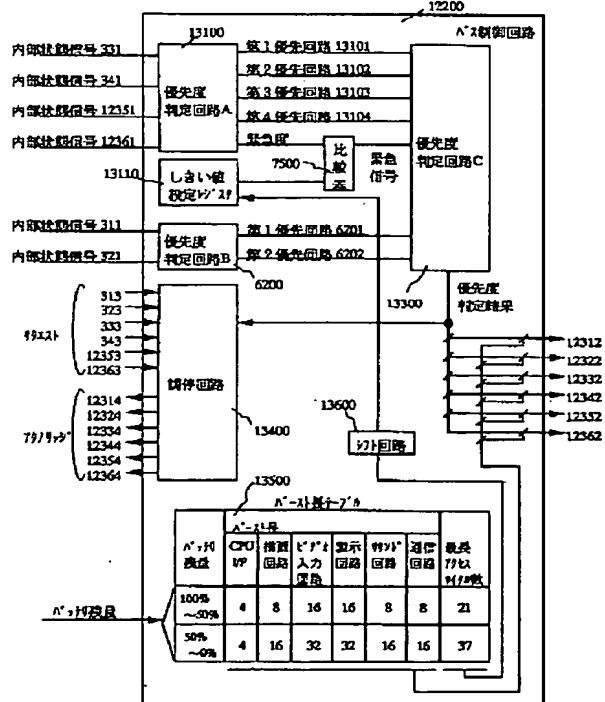 12200
バス制御回路
13100
内部状態信号 331
内部状態信号 341
内部状態信号 12351
内部状態信号 12361
優先度
判定回路A
第1優先回路 13101
第2優先回路 13102
第3優先回路 13103
第4優先回路 13104
緊急度
7500
比較器
緊急
信号
優先度
判定回路C
13110
しきい値
設定レジスタ
内部状態信号 311
内部状態信号 321
優先度
判定回路B
第1優先回路 6201
第2優先回路 6202
6200
13300
優先度
判定結果
リクエスト
313
323
333
343
12353
12363
調停回路
13400
アクノリッジ
12314
12324
12334
12344
12354
12364
12312
12322
12332
12342
12352
12362
13600
シフト回路
13500
バースト長テーブル
バッテリ
残量
バースト長
CPU
I/F
描画
回路
ビデオ
入力
回路
表示
回路
サウンド
回路
通信
回路
最長
アクセス
サイクル数
100%
~50%
4 8 16 16 8 8 21
50%
~0%
4 16 32 32 16 16 37
バッテリ残量